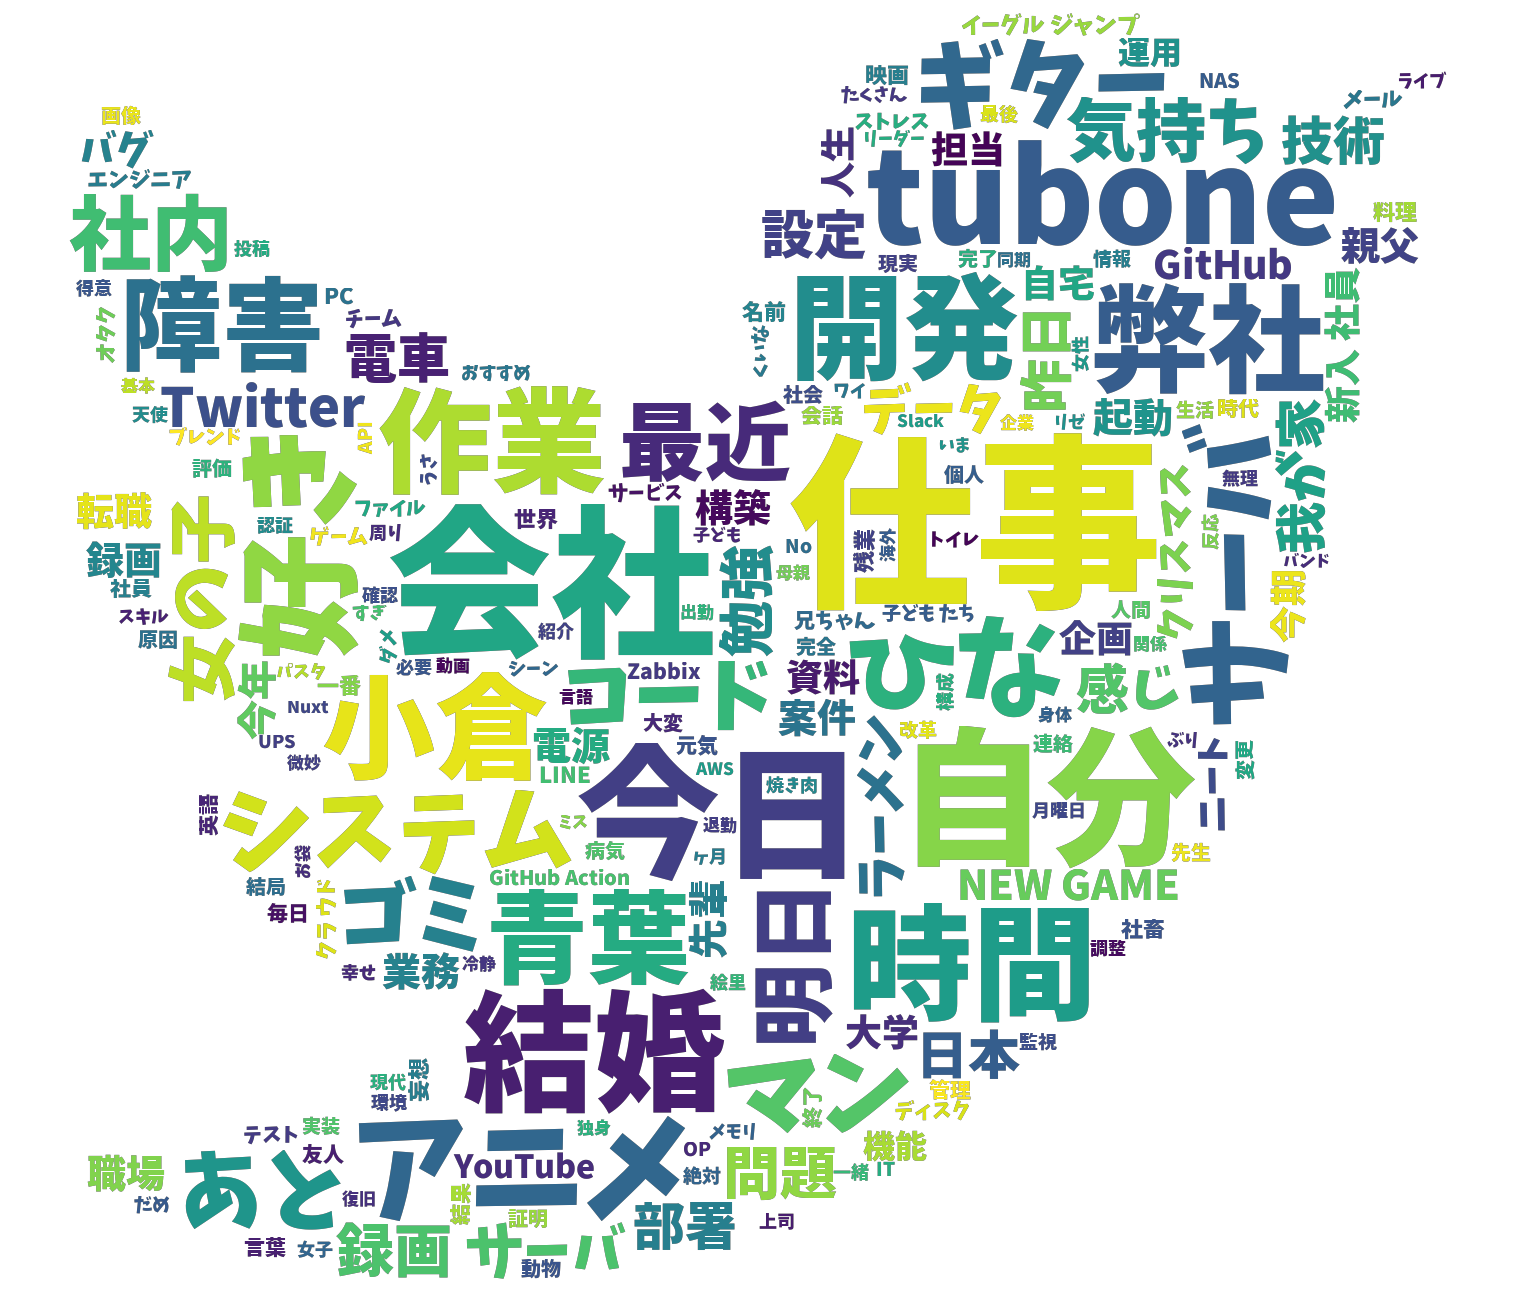 イーグル ジャンプ
ギター
運用
映画
NAS
ライブ
たくさん
メール
最後
画像
バグ
ストレス
リーダー
気持ち
技術
人生
担当
エンジニア
tubone
社内
投稿
設定
料理
親父
現実
完了
同期
情報
GitHub
得意
PC
障害
自宅
新入 社員
オタク
チーム
電車
名前
くいな
開発
昨日
女性
弊社
おすすめ
基本
天使
Twitter
作業
最近
社会
ワイ
会話
データ
Slack
企業
リゼ
起動
生活
時代
ブレンド
評価
API
うさ
好き
いま
仕事
個人
サーバー
無理
我が家
転職
女の子
認証
ファイル
ゲーム
周り
サービス
構築
世界
子ども
会社
No
残業
海外
トイレ
クリスマス
反応
バンド
録画
社員
確認
すぎ
勉強
母親
今期
スキル
原因
出勤
兄ちゃん
子ども たち
人間
紹介
ダメ
必要
動画
シーン
コード
Zabbix
完全
ひな
企画
関係
今年
パスタ
一番
言語
資料
構成
感じ
Nuxt
小倉
大変
案件
身体
UPS
微妙
電源
元気
ラーメン
改革
連絡
ぶり
ニート
変更
LINE
AWS
今日
焼き肉
自分
英語
システム
ミス
退勤
月曜日
お袋
病気
ヶ月
先生
結局
GitHub Action
NEW GAME
毎日
クラウド
ゴミ
青葉
先輩
明日
時間
社畜
調整
幸せ
業務
冷静
絵里
結婚
大学
日本
監視
現代
環境
妄想
マン
終了
管理
ディスク
テスト
実装
友人
アニメ
独身
メモリ
機能
職場
だめ
あと
復旧
YouTube
OP
絶対
問題
一緒
IT
結果
証明
部署
上司
言葉
女子
録画
サーバ
動物